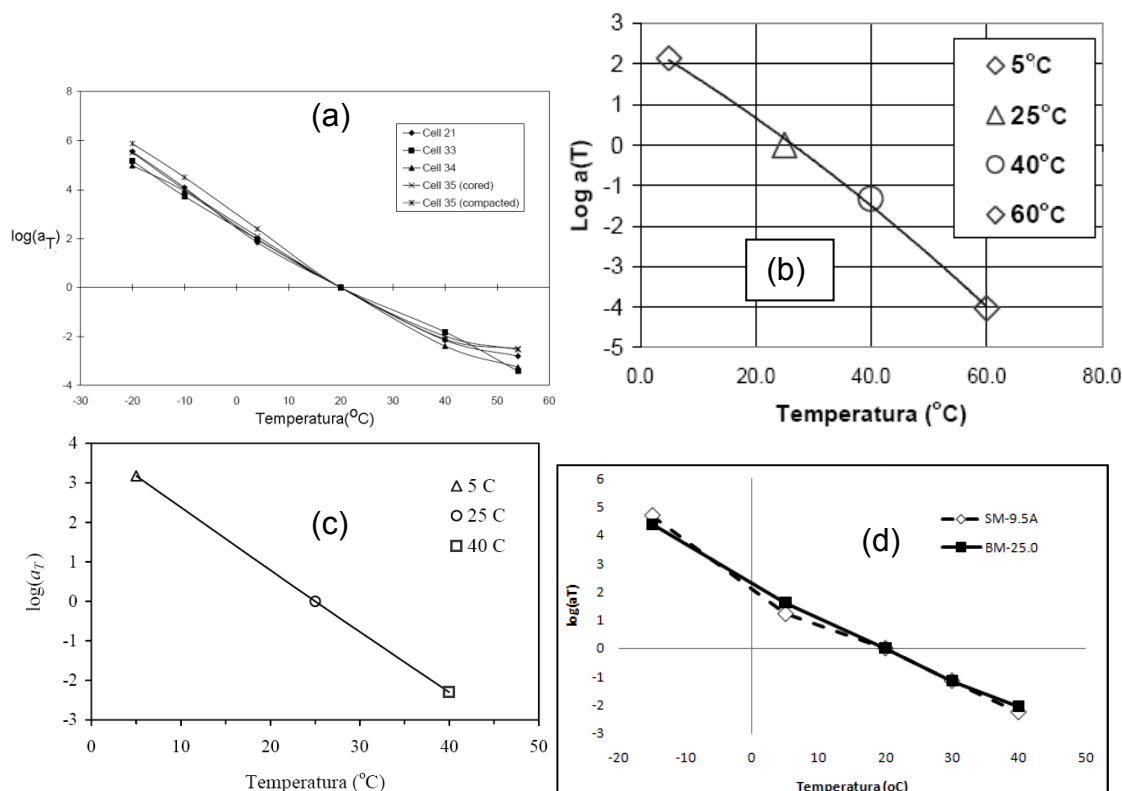 (a)
8
6
4
2
0
-2
-4
log(a_T)
Cell 21
Cell 33
Cell 34
Cell 35 (cored)
Cell 35 (compacted)
-30 -20 -10 0 10 20 30 40 50 60
Temperatura(°C)
(b)
3
2
1
0
-1
-2
-3
-4
-5
Log a(T)
5°C
25°C
40°C
60°C
0.0 20.0 40.0 60.0 80.0
Temperatura (°C)
(c)
4
3
2
1
0
-1
-2
-3
log(a_T)
5 C
25 C
40 C
0 10 20 30 40 50
Temperatura (°C)
(d)
6
5
4
3
2
1
0
-1
-2
-3
log(aT)
SM-9.5A
BM-25.0
-20 -10 0 10 20 30 40 50
Temperatura (oC)